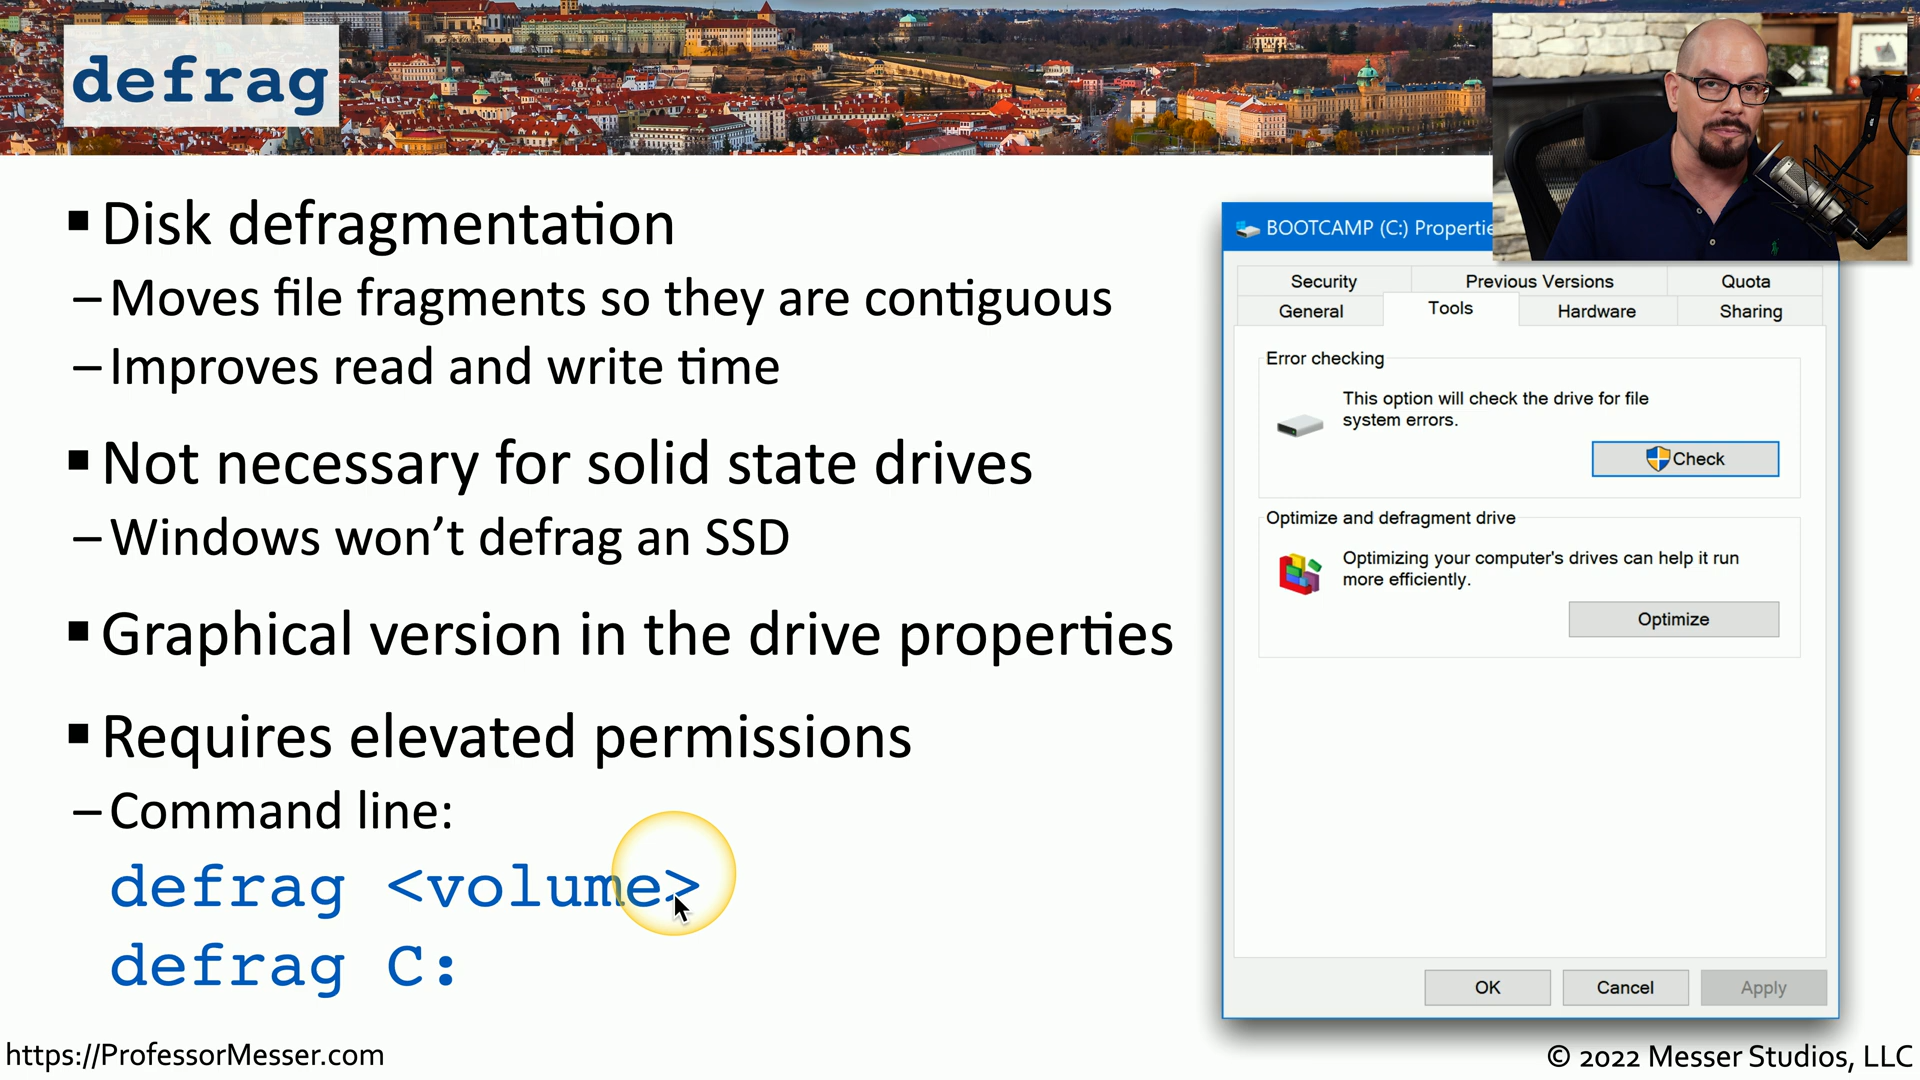 defrag
▪ Disk defragmentation
– Moves file fragments so they are contiguous
– Improves read and write time
▪ Not necessary for solid state drives
– Windows won't defrag an SSD
▪ Graphical version in the drive properties
▪ Requires elevated permissions
– Command line:
defrag <volume>
defrag C:
BOOTCAMP (C:)
Security Previous Versions Quota
General Tools Hardware Sharing
Error checking
This option will check the drive for file
system errors.
Check
Optimize and defragment drive
Optimizing your computer's drives can help it run
more efficiently.
Optimize
OK Cancel Apply
https://ProfessorMesser.com
© 2022 Messer Studios, LLC